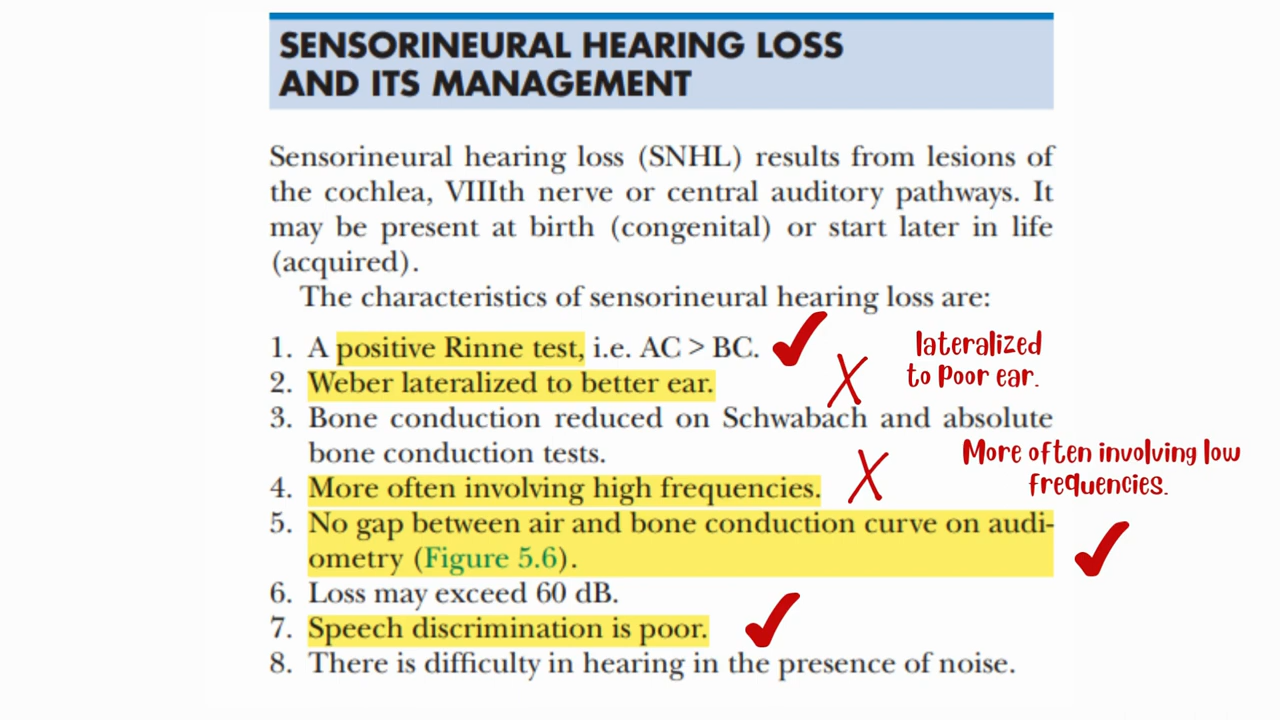 SENSORINEURAL HEARING LOSS
AND ITS MANAGEMENT
Sensorineural hearing loss (SNHL) results from lesions of
the cochlea, VIIIth nerve or central auditory pathways. It
may be present at birth (congenital) or start later in life
(acquired).
The characteristics of sensorineural hearing loss are:
1. A positive Rinne test, i.e. AC > BC.
2. Weber lateralized to better ear.
lateralized
to Poor ear.
3. Bone conduction reduced on Schwabach and absolute
bone conduction tests.
4. More often involving high frequencies.
More often involving low
frequencies.
5. No gap between air and bone conduction curve on audi-
ometry (Figure 5.6).
6. Loss may exceed 60 dB.
7. Speech discrimination is poor.
8. There is difficulty in hearing in the presence of noise.